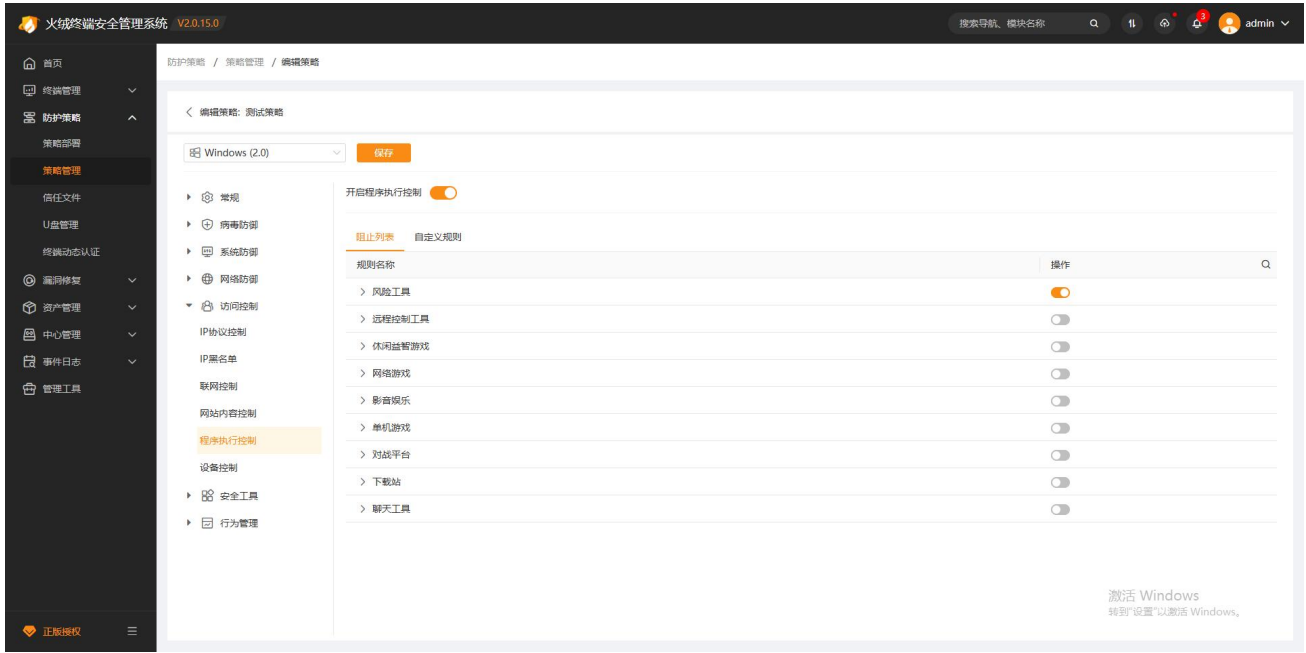 火绒终端安全管理系统 V2.0.15.0
搜索导航、模块名称
3
admin
首页
终端管理
防护策略
策略部署
策略管理
信任文件
U盘管理
终端动态认证
漏洞修复
资产管理
中心管理
事件日志
管理工具
正版授权
防护策略 / 策略管理 / 编辑策略
编辑策略: 测试策略
Windows (2.0)
保存
常规
病毒防御
系统防御
网络防御
访问控制
IP协议控制
IP黑名单
联网控制
网站内容控制
程序执行控制
设备控制
安全工具
行为管理
开启程序执行控制
阻止列表 自定义规则
规则名称 操作
风险工具
远程控制工具
休闲益智游戏
网络游戏
影音娱乐
单机游戏
对战平台
下载站
聊天工具
激活 Windows
转到"设置"以激活 Windows。